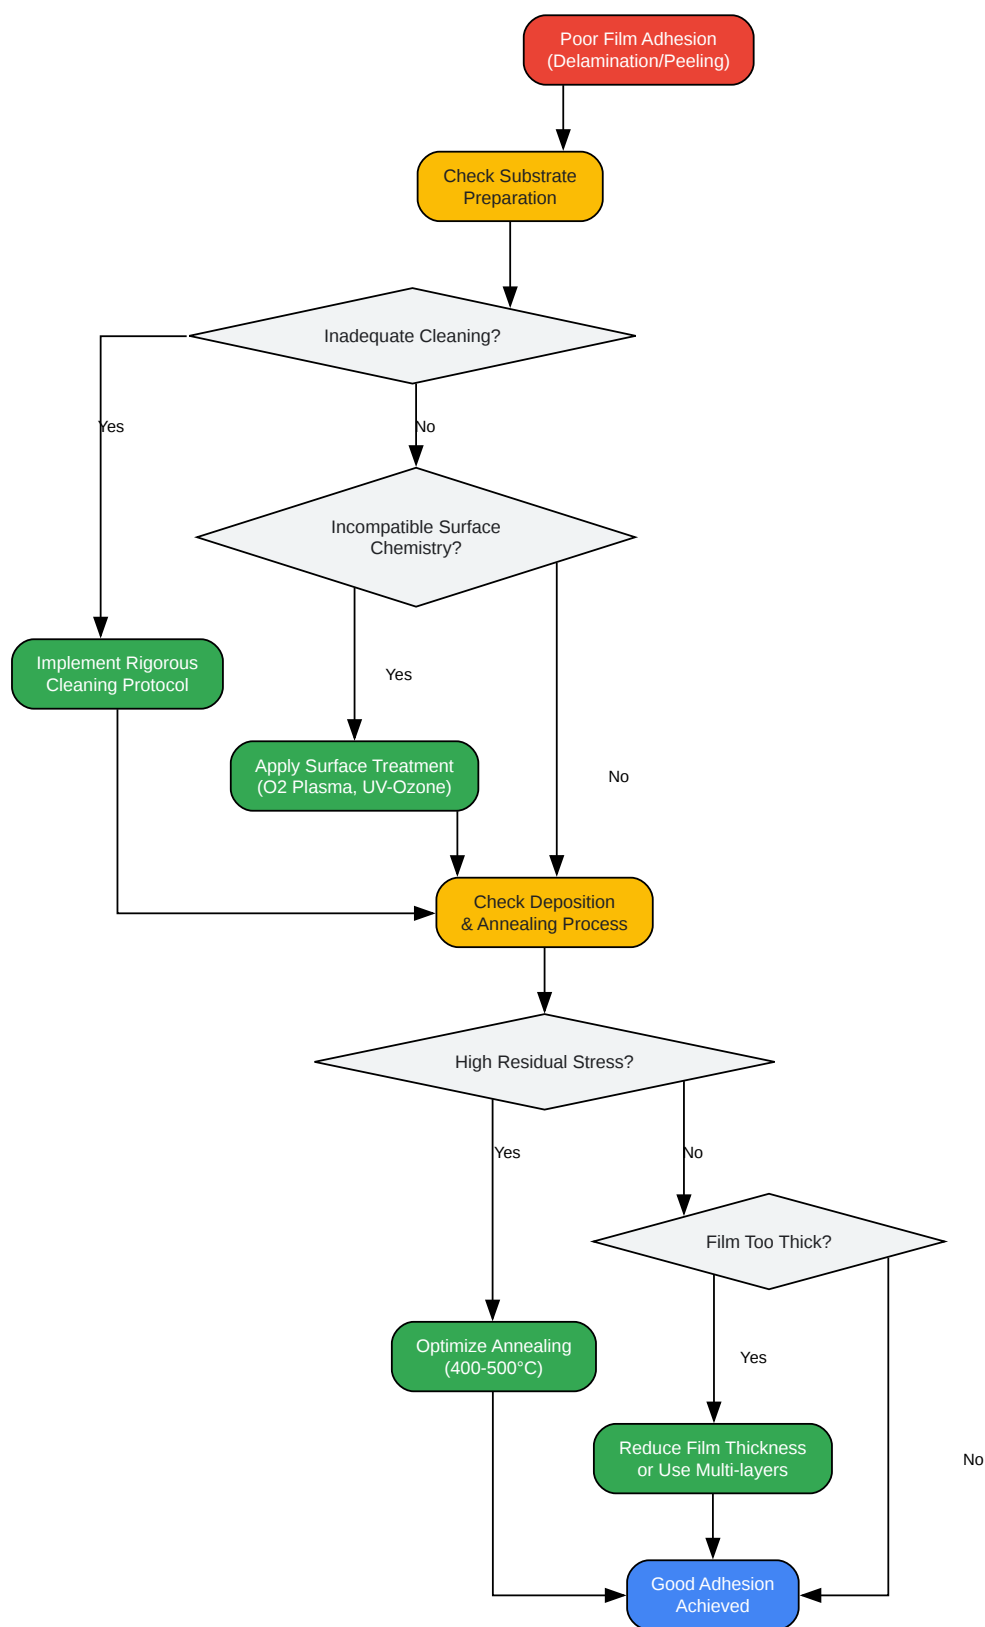 Poor Film Adhesion
(Delamination/Peeling)
Check Substrate
Preparation
Inadequate Cleaning?
Yes
No
Incompatible Surface
Chemistry?
Implement Rigorous
Cleaning Protocol
Yes
Apply Surface Treatment
(O2 Plasma, UV-Ozone)
No
Check Deposition
& Annealing Process
High Residual Stress?
Yes
No
Film Too Thick?
Optimize Annealing
(400-500°C)
Yes
Reduce Film Thickness
or Use Multi-layers
No
Good Adhesion
Achieved